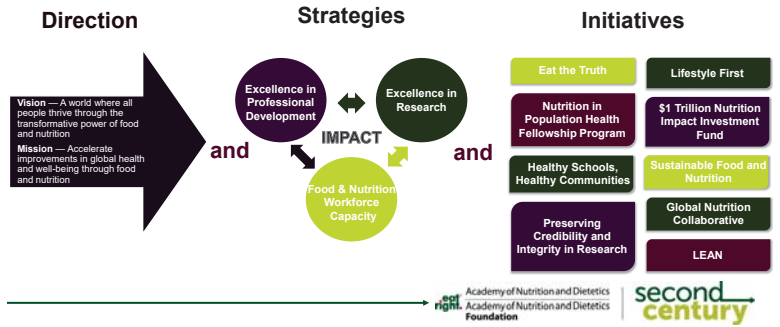 Direction
Strategies
Initiatives
Vision — A world where all
people thrive through the
transformative power of food
and nutrition
Mission — Accelerate
improvements in global health
and well-being through food
and nutrition
and
Excellence in
Professional
Development
Excellence in
Research
IMPACT
Food & Nutrition
Workforce
Capacity
and
Eat the Truth
Lifestyle First
Nutrition in
Population Health
Fellowship Program
$1 Trillion Nutrition
Impact Investment
Fund
Healthy Schools,
Healthy Communities
Sustainable Food and
Nutrition
Preserving
Credibility and
Integrity in Research
Global Nutrition
Collaborative
LEAN
eat
right.
Academy of Nutrition and Dietetics
Academy of Nutrition and Dietetics
Foundation
second
century